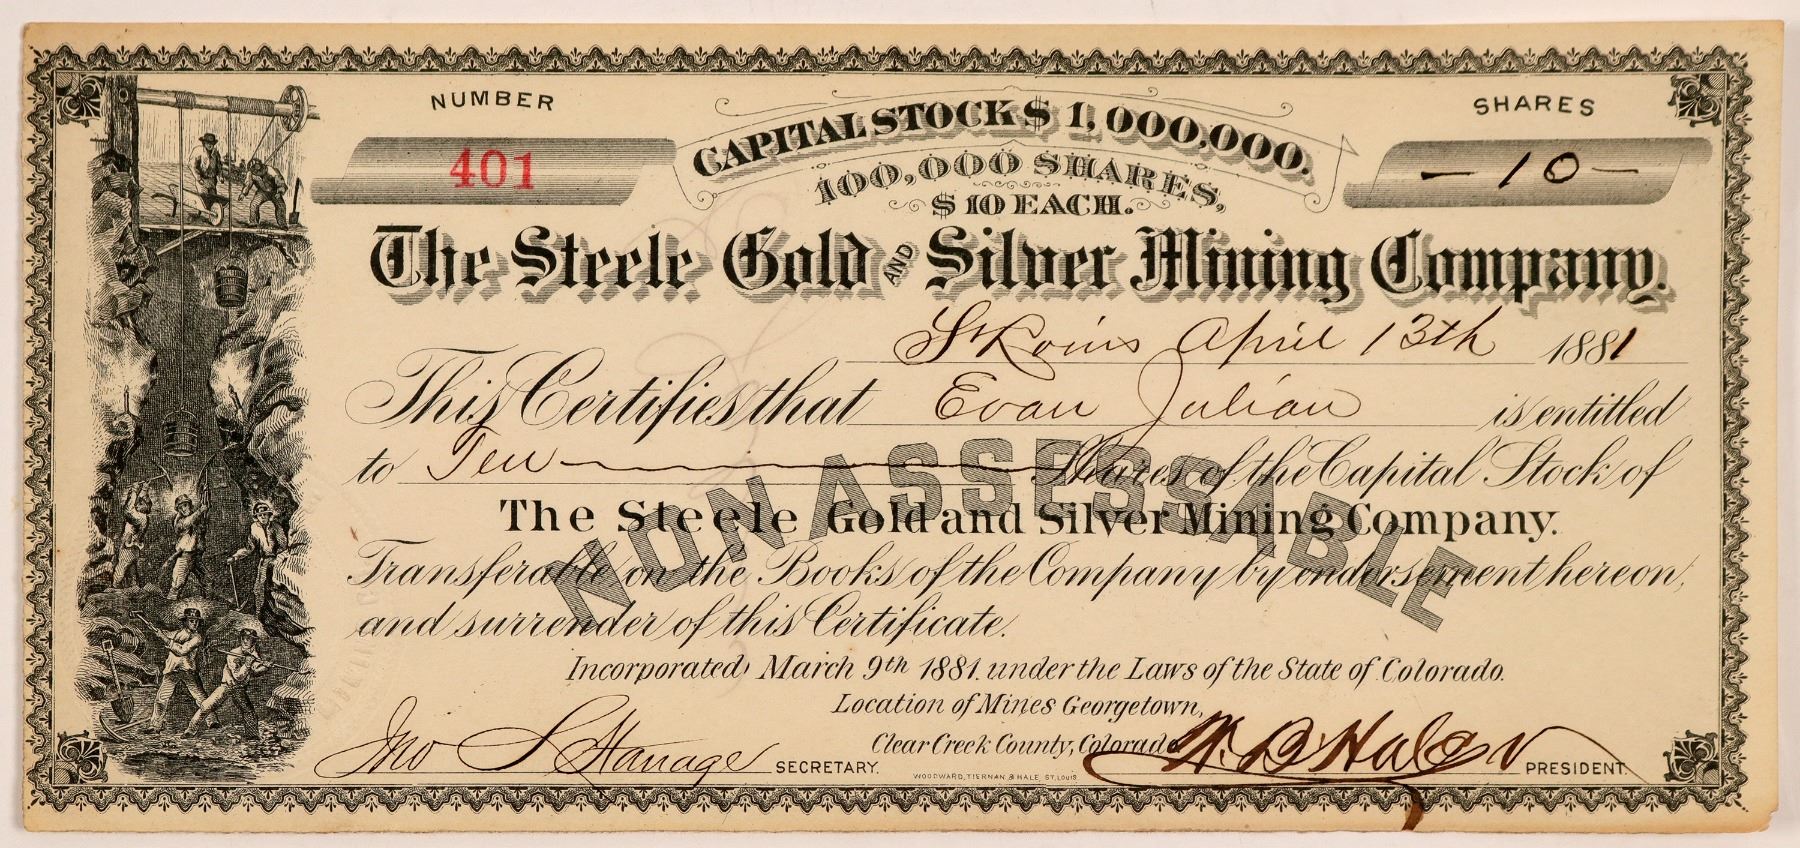 NUMBER
401
CAPITAL STOCK $ 1,000,000.
100,000 SHARES,
$ 10 EACH.
SHARES
— 10 —
The Steele Gold AND Silver Mining Company.
St Louis April 13th 1881
This Certifies that Evan Julian is entitled
to Ten Shares of the Capital Stock of
NON ASSESSABLE
The Steele Gold and Silver Mining Company.
Transferable on the Books of the Company by endorsement hereon,
and surrender of this Certificate.
Incorporated March 9th 1881. under the Laws of the State of Colorado.
Location of Mines Georgetown,
Clear Creek County, Colorado
Jno S Hanage SECRETARY.
WOODWARD, TIERNAN & HALE, ST. LOUIS
PRESIDENT.